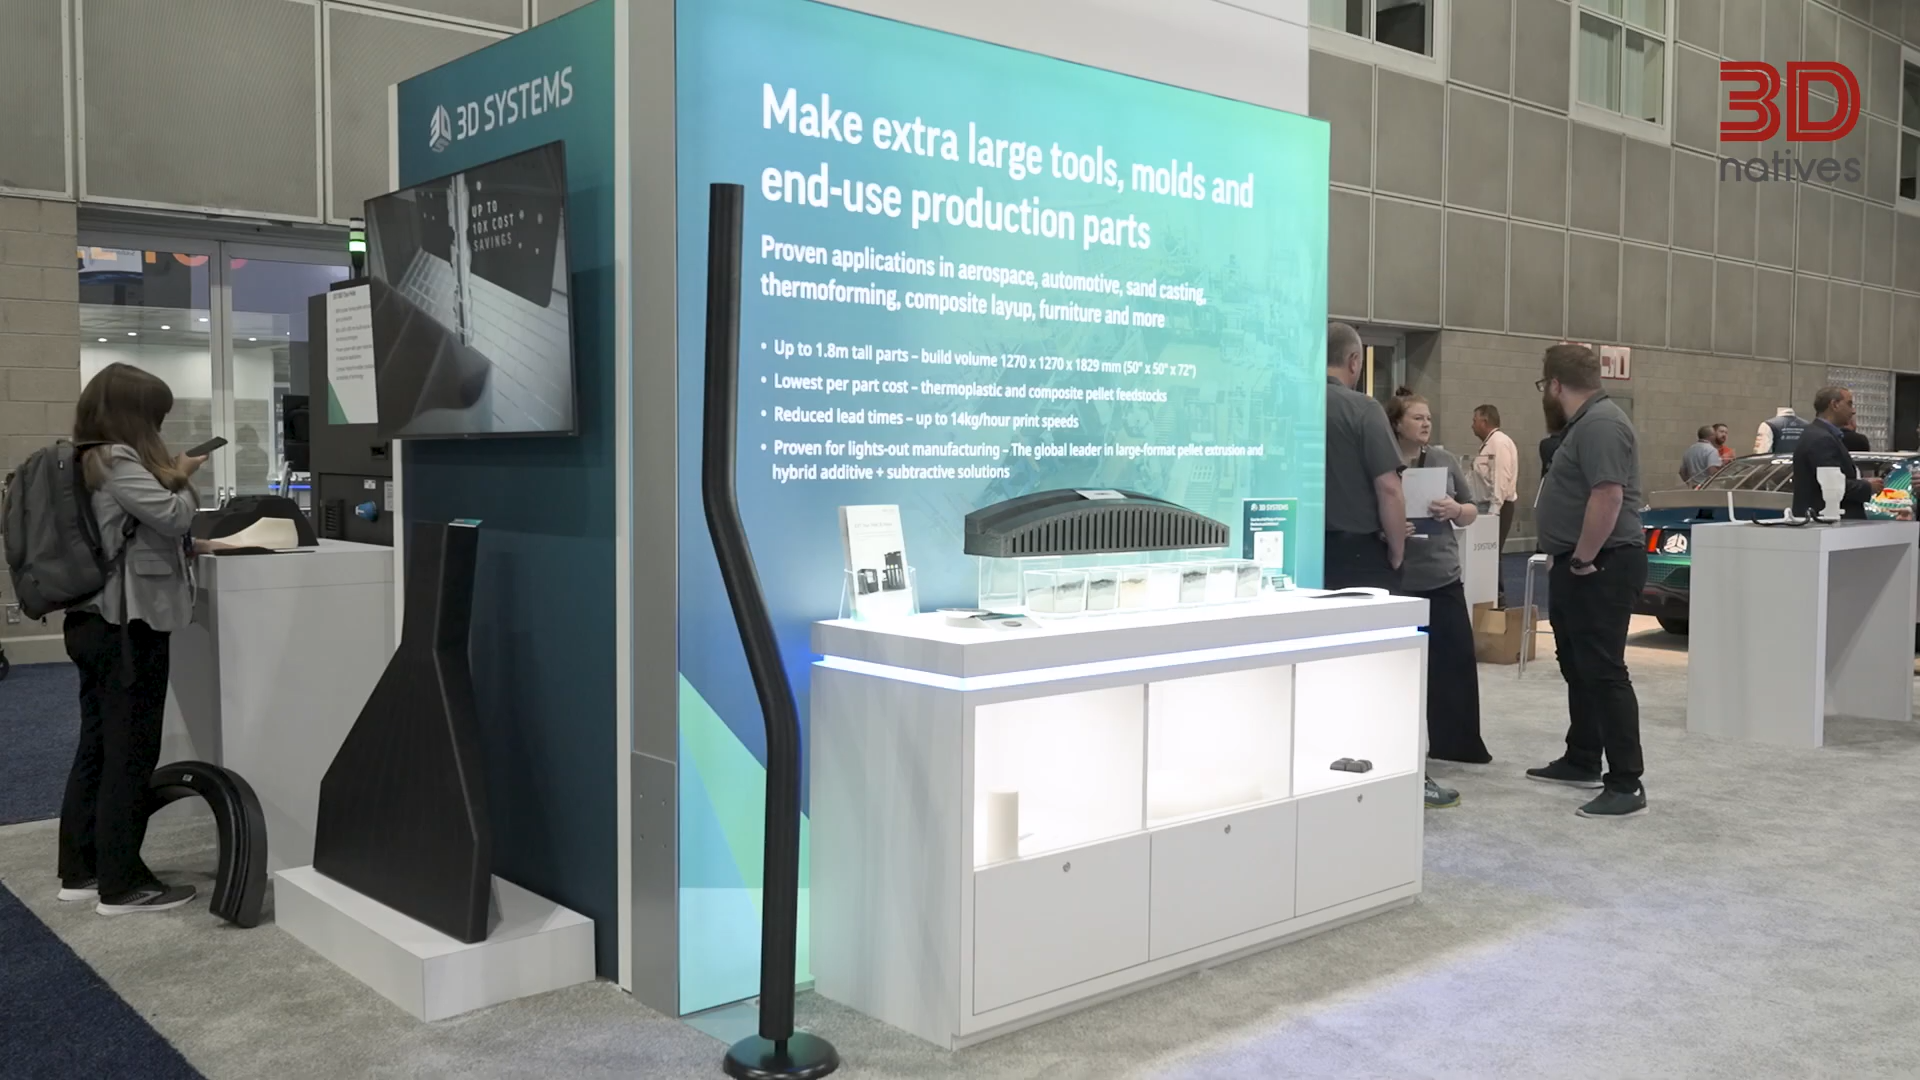 3D SYSTEMS
UP TO
10X COST
SAVINGS
Make extra large tools, molds and
end-use production parts
Proven applications in aerospace, automotive, sand casting,
thermoforming, composite layup, furniture and more
• Up to 1.8m tall parts – build volume 1270 x 1270 x 1829 mm (50" x 50" x 72")
• Lowest per part cost – thermoplastic and composite pellet feedstocks
• Reduced lead times – up to 14kg/hour print speeds
• Proven for lights-out manufacturing – The global leader in large-format pellet extrusion and
hybrid additive + subtractive solutions
3D SYSTEMS
3D SYSTEMS
3D
natives